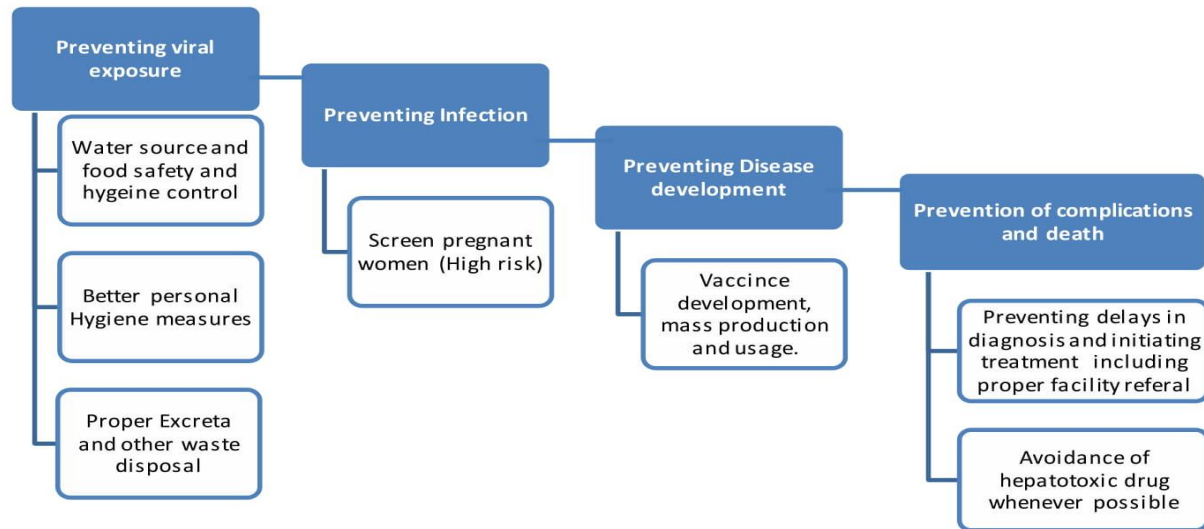 Preventing viral
exposure
Water source and
food safety and
hygeine control
Better personal
Hygiene measures
Proper Excreta
and other waste
disposal
Preventing Infection
Screen pregnant
women (High risk)
Preventing Disease
development
Vaccince
development,
mass production
and usage.
Prevention of complications
and death
Preventing delays in
diagnosis and initiating
treatment including
proper facility referal
Avoidance of
hepatotoxic drug
whenever possible